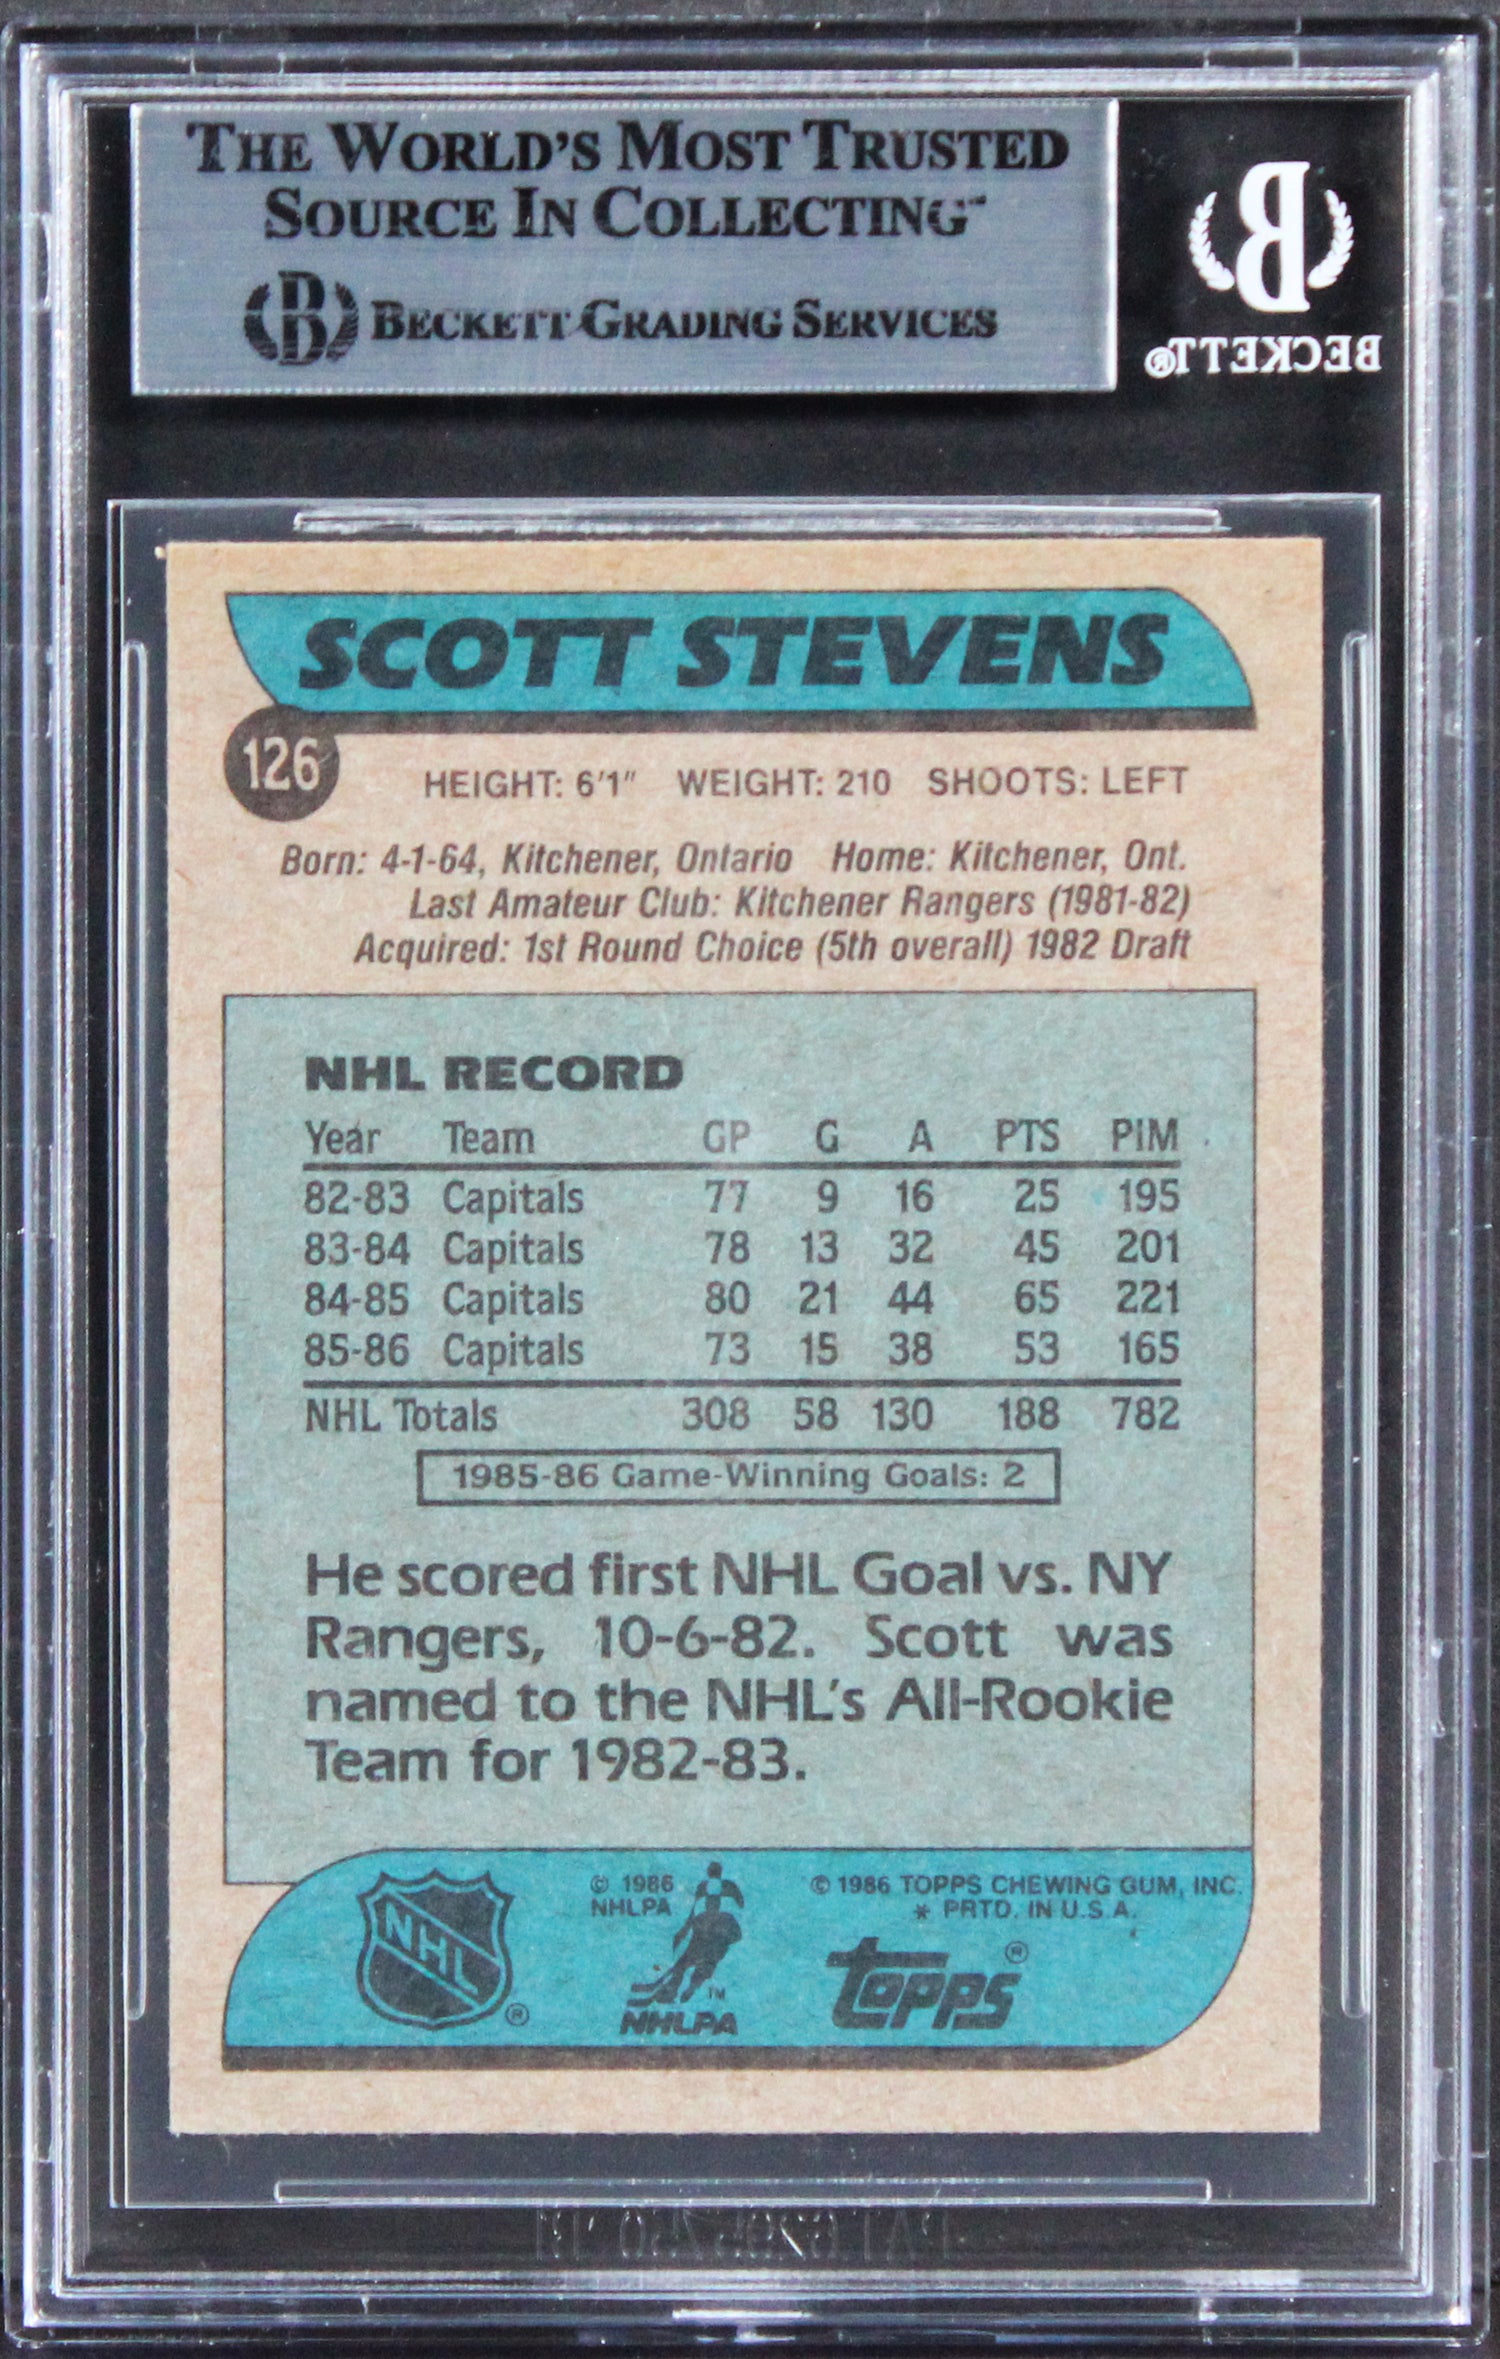 THE WORLD'S MOST TRUSTED
SOURCE IN COLLECTING™
B BECKETT GRADING SERVICES
B
BECKETT®
SCOTT STEVENS
126
HEIGHT: 6'1" WEIGHT: 210 SHOOTS: LEFT
Born: 4-1-64, Kitchener, Ontario Home: Kitchener, Ont.
Last Amateur Club: Kitchener Rangers (1981-82)
Acquired: 1st Round Choice (5th overall) 1982 Draft
NHL RECORD
Year Team GP G A PTS PIM
82-83 Capitals 77 9 16 25 195
83-84 Capitals 78 13 32 45 201
84-85 Capitals 80 21 44 65 221
85-86 Capitals 73 15 38 53 165
NHL Totals 308 58 130 188 782
1985-86 Game-Winning Goals: 2
He scored first NHL Goal vs. NY
Rangers, 10-6-82. Scott was
named to the NHL's All-Rookie
Team for 1982-83.
NHL ®
© 1986
NHLPA
TM
NHLPA
© 1986 TOPPS CHEWING GUM, INC.
* PRTD. IN U.S.A.
topps ®